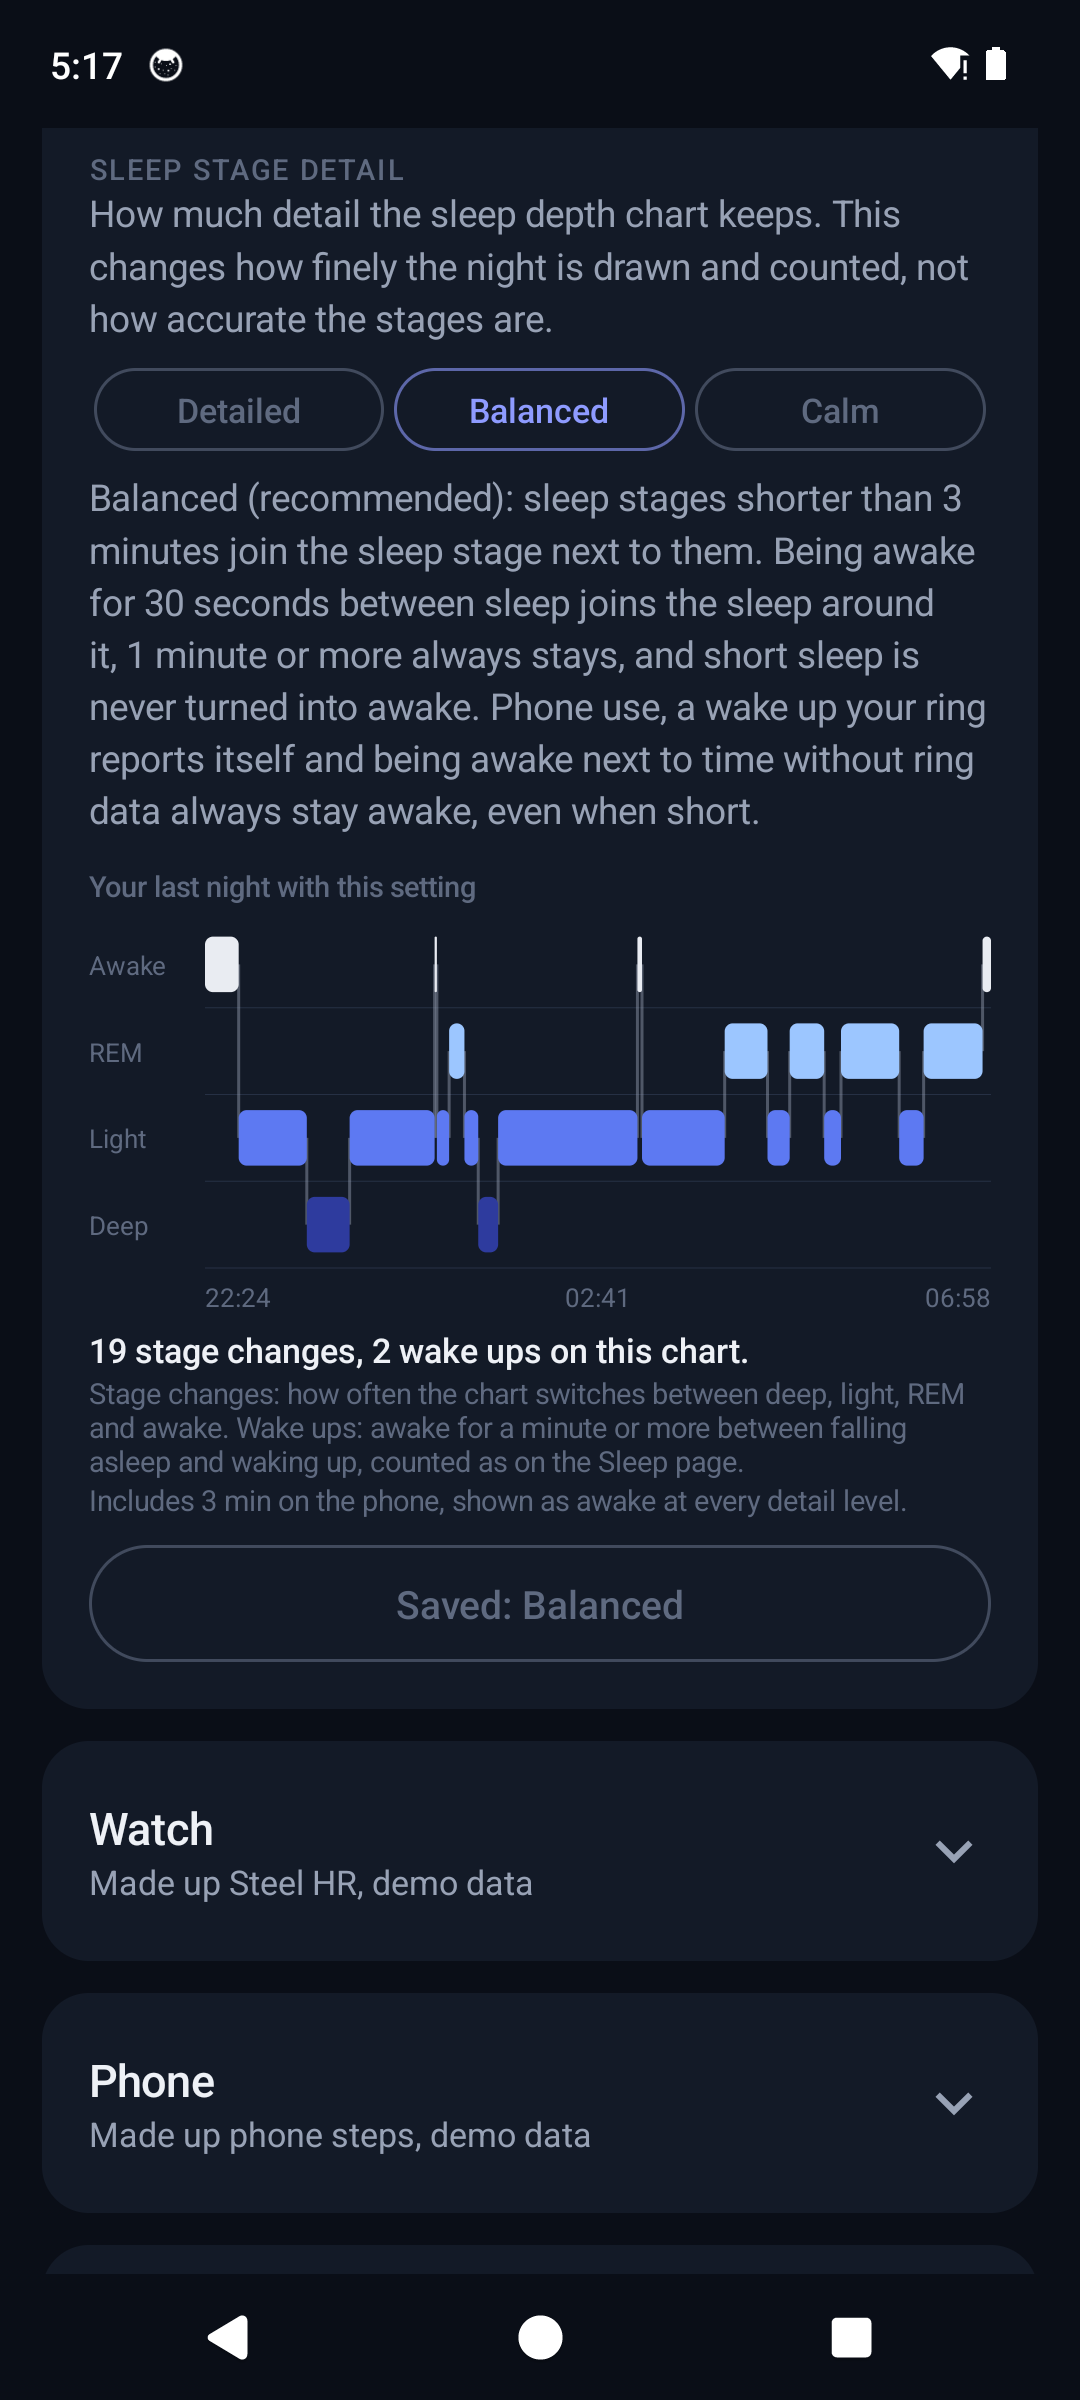 5:17
SLEEP STAGE DETAIL
How much detail the sleep depth chart keeps. This
changes how finely the night is drawn and counted, not
how accurate the stages are.
Detailed
Balanced
Calm
Balanced (recommended): sleep stages shorter than 3
minutes join the sleep stage next to them. Being awake
for 30 seconds between sleep joins the sleep around
it, 1 minute or more always stays, and short sleep is
never turned into awake. Phone use, a wake up your ring
reports itself and being awake next to time without ring
data always stay awake, even when short.
Your last night with this setting
Awake
REM
Light
Deep
22:24
02:41
06:58
19 stage changes, 2 wake ups on this chart.
Stage changes: how often the chart switches between deep, light, REM
and awake. Wake ups: awake for a minute or more between falling
asleep and waking up, counted as on the Sleep page.
Includes 3 min on the phone, shown as awake at every detail level.
Saved: Balanced
Watch
Made up Steel HR, demo data
Phone
Made up phone steps, demo data